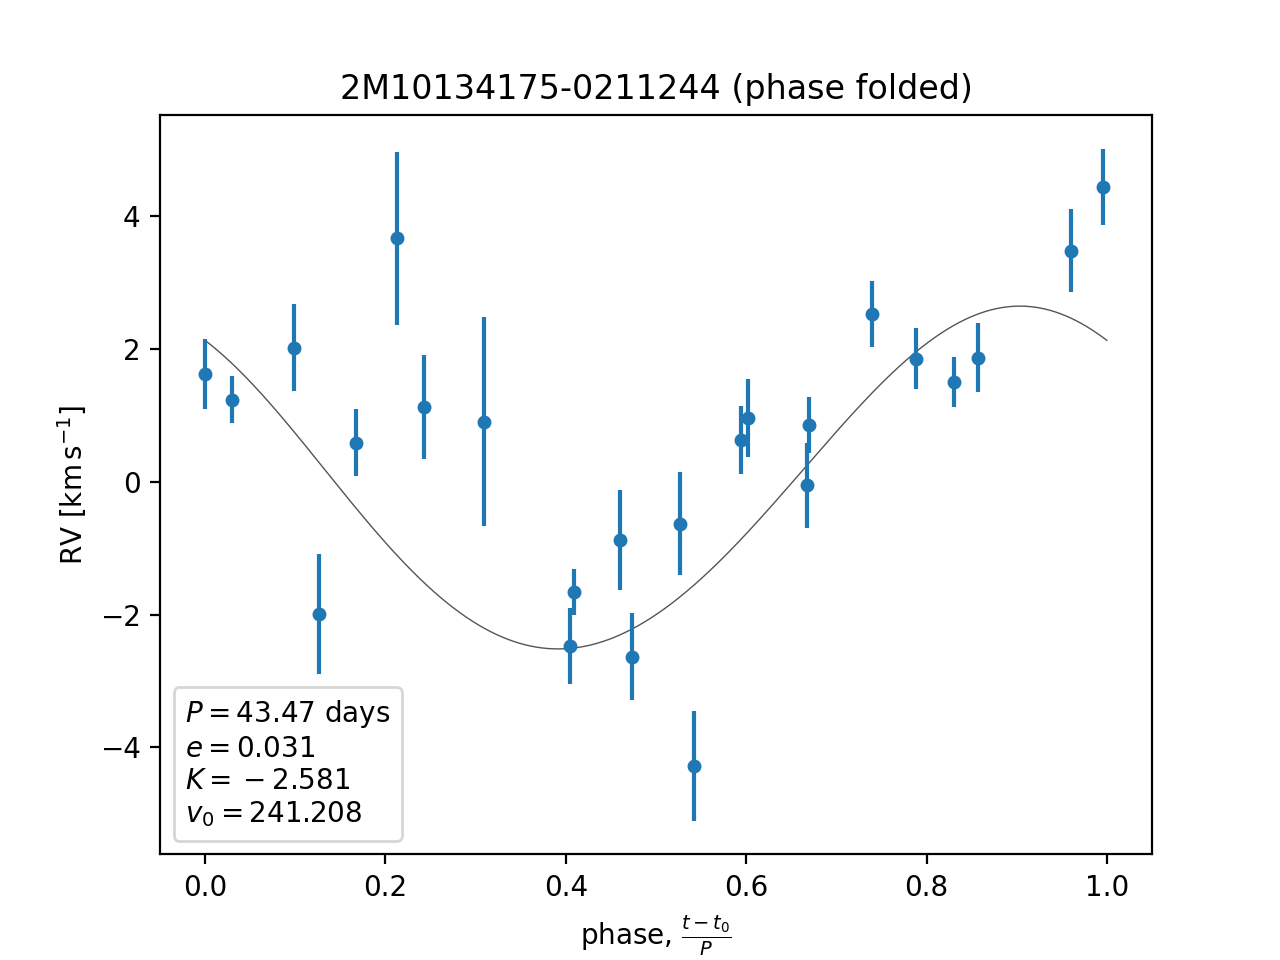 2M10134175-0211244 (phase folded)
RV [km s⁻¹]
4
2
0
−2
−4
P = 43.47 days
e = 0.031
K = −2.581
v₀ = 241.208
0.0 0.2 0.4 0.6 0.8 1.0
phase, (t − t₀)/P